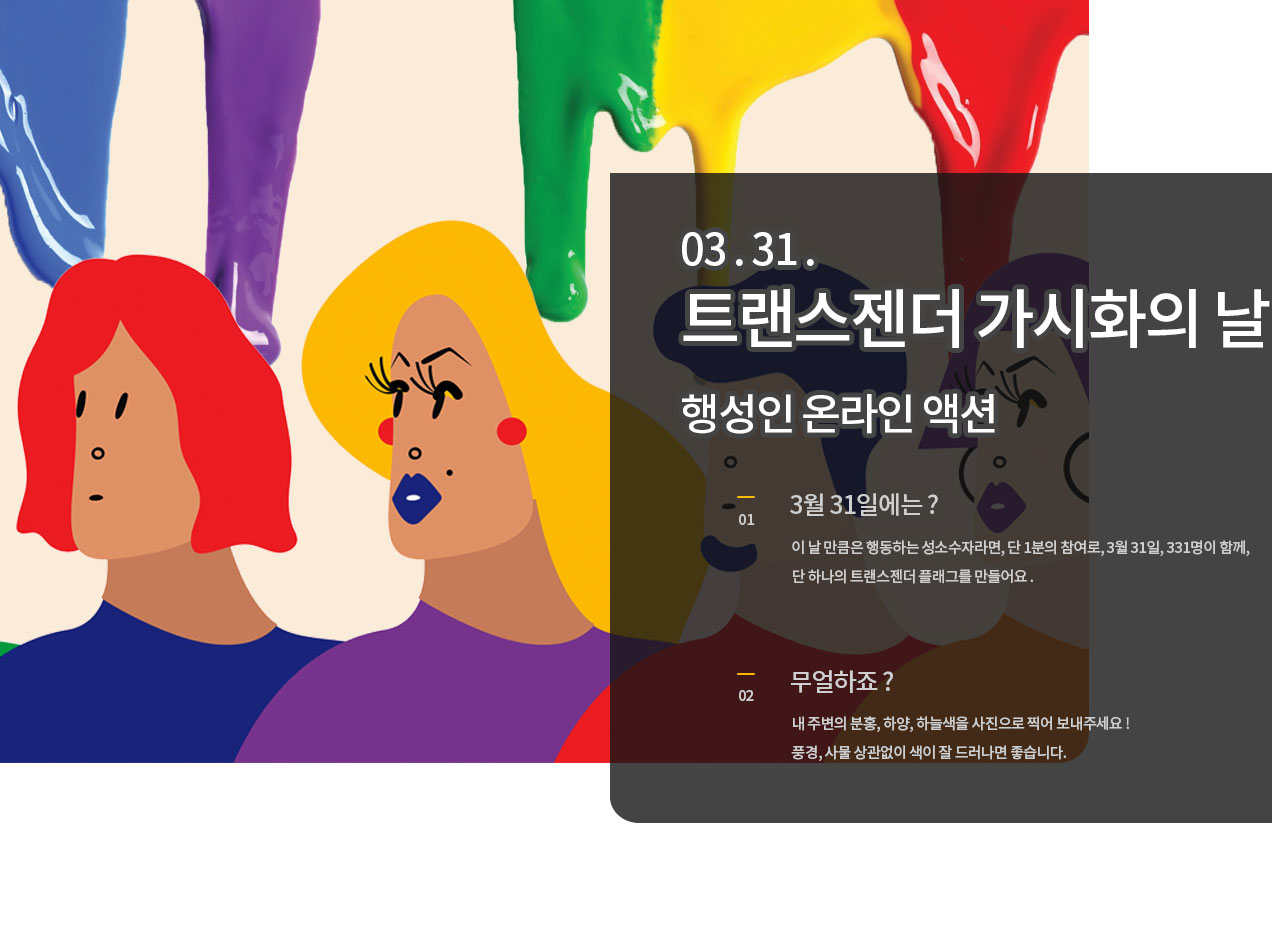 03.31.
트랜스젠더 가시화의 날
행성인 온라인 액션
01
3월 31일에는?
이 날 만큼은 행동하는 성소수자라면, 단 1분의 참여로, 3월 31일, 331명이 함께,
단 하나의 트랜스젠더 플래그를 만들어요.
02
무얼하죠?
내 주변의 분홍, 하양, 하늘색을 사진으로 찍어 보내주세요!
풍경, 사물 상관없이 색이 잘 드러나면 좋습니다.